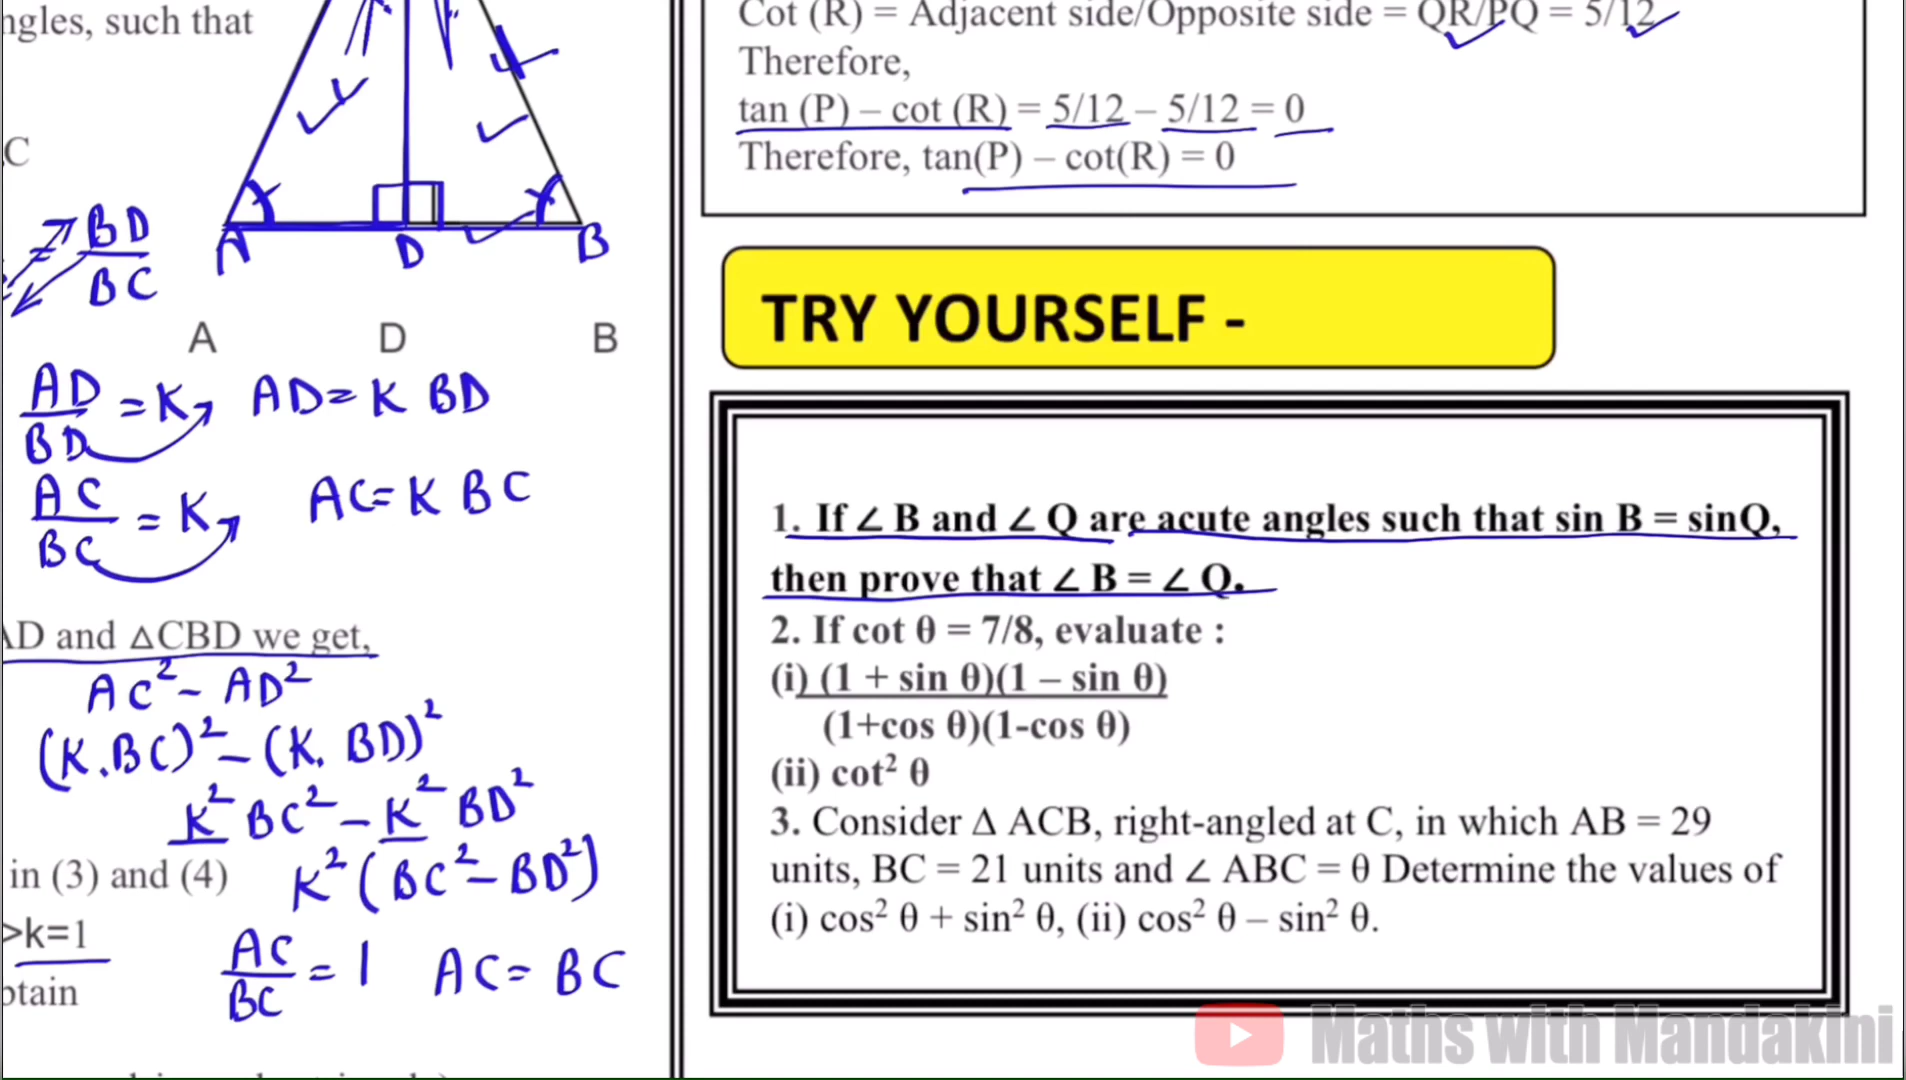 ngles, such that
C
BD
BC
A D B
A D B
AD/BD = K, AD = K BD
AC/BC = K, AC = K BC
AD and △CBD we get,
AC² - AD²
(K.BC)² - (K. BD)²
K² BC² - K² BD²
in (3) and (4)
K² (BC² - BD²)
>k=1
AC/BC = 1 AC = BC
otain
Cot (R) = Adjacent side/Opposite side = QR/PQ = 5/12
Therefore,
tan (P) – cot (R) = 5/12 – 5/12 = 0
Therefore, tan(P) – cot(R) = 0
TRY YOURSELF -
1. If ∠ B and ∠ Q are acute angles such that sin B = sinQ,
then prove that ∠ B = ∠ Q.
2. If cot θ = 7/8, evaluate :
(i) (1 + sin θ)(1 – sin θ)
(1+cos θ)(1-cos θ)
(ii) cot² θ
3. Consider Δ ACB, right-angled at C, in which AB = 29
units, BC = 21 units and ∠ ABC = θ Determine the values of
(i) cos² θ + sin² θ, (ii) cos² θ – sin² θ.
Maths with Mandakini